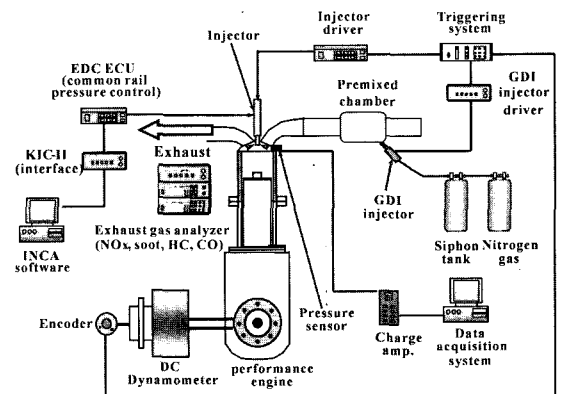 Injector
driver
Triggering
system
Injector
EDC ECU
(common rail
pressure control)
Premixed
chamber
GDI
injector
driver
KIC-II
(interface)
Exhaust
GDI
injector
Exhaust gas analyzer
(NOx, soot, HC, CO)
INCA
software
Siphon
tank
Nitrogen
gas
Encoder
Pressure
sensor
Charge
amp.
Data
acquisition
system
DC
Dynamometer
performance
engine